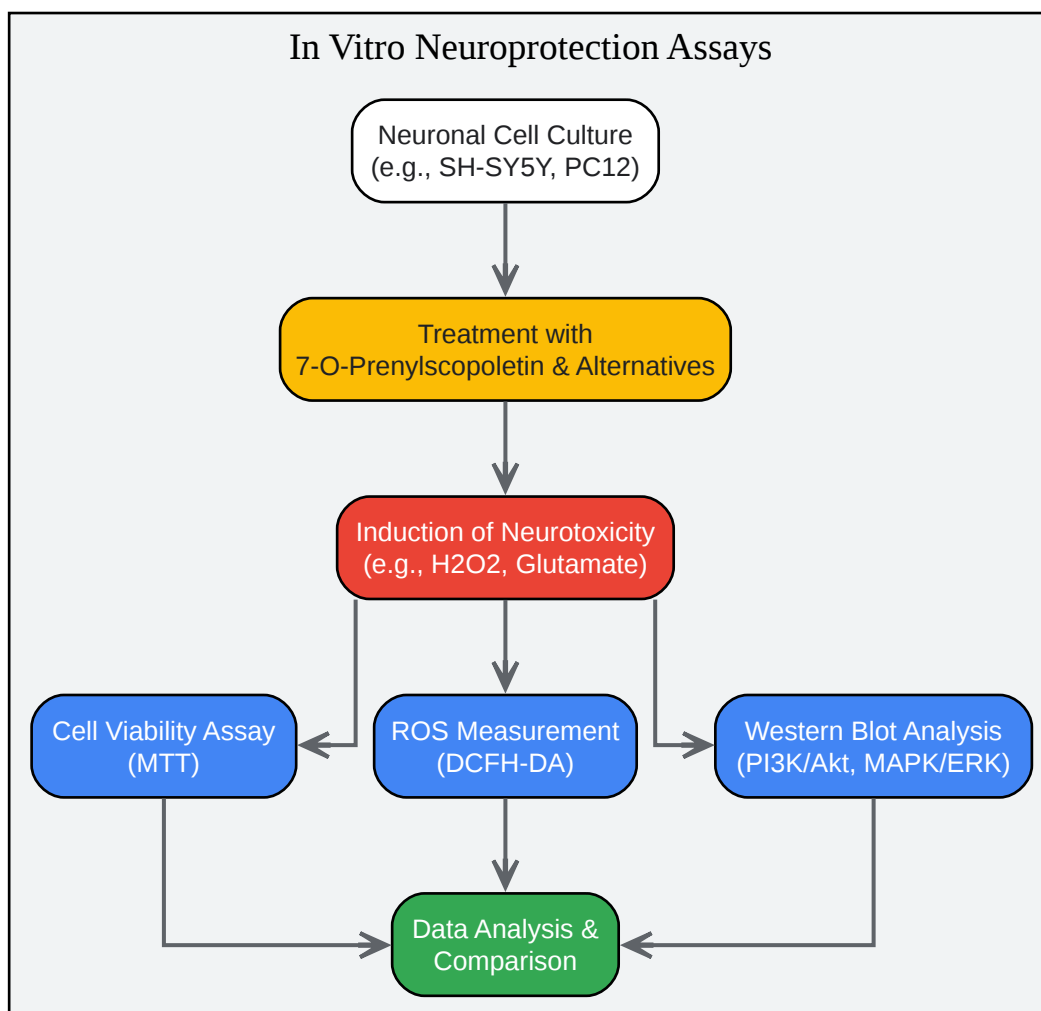 In Vitro Neuroprotection Assays
Neuronal Cell Culture
(e.g., SH-SY5Y, PC12)
Treatment with
7-O-Prenylscopoletin & Alternatives
Induction of Neurotoxicity
(e.g., H2O2, Glutamate)
Cell Viability Assay
(MTT)
ROS Measurement
(DCFH-DA)
Western Blot Analysis
(PI3K/Akt, MAPK/ERK)
Data Analysis &
Comparison